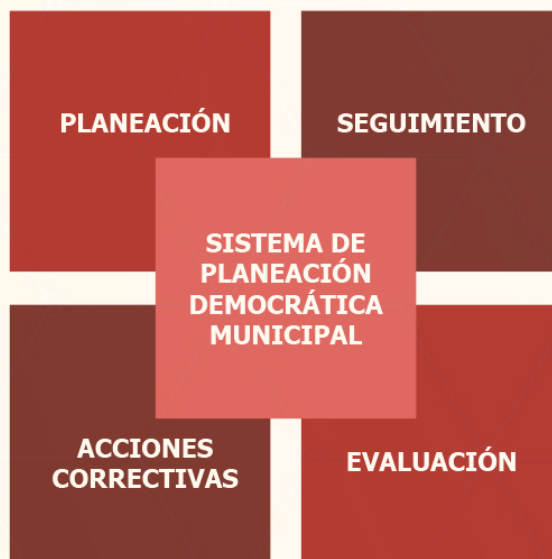 PLANEACIÓN
SEGUIMIENTO
SISTEMA DE
PLANEACIÓN
DEMOCRÁTICA
MUNICIPAL
ACCIONES
CORRECTIVAS
EVALUACIÓN